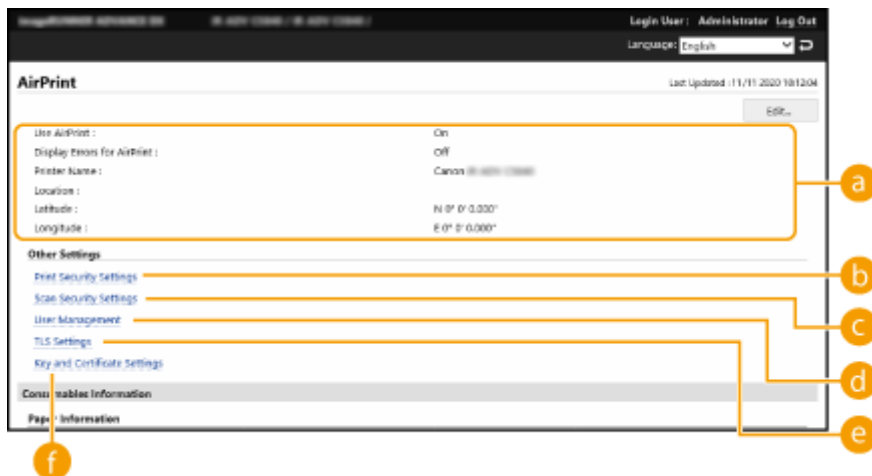 Login User : Administrator Log Out
Language: English
AirPrint
Last Updated : 11/11 2020 10:12:04
Edit...
Use AirPrint : On
Display Errors for AirPrint : Off
Printer Name : Canon
Location :
Latitude : N 0° 0' 0.000"
Longitude : E 0° 0' 0.000"
a
Other Settings
Print Security Settings
b
Scan Security Settings
c
User Management
d
TLS Settings
e
Key and Certificate Settings
f
Consumables Information
Paper Information